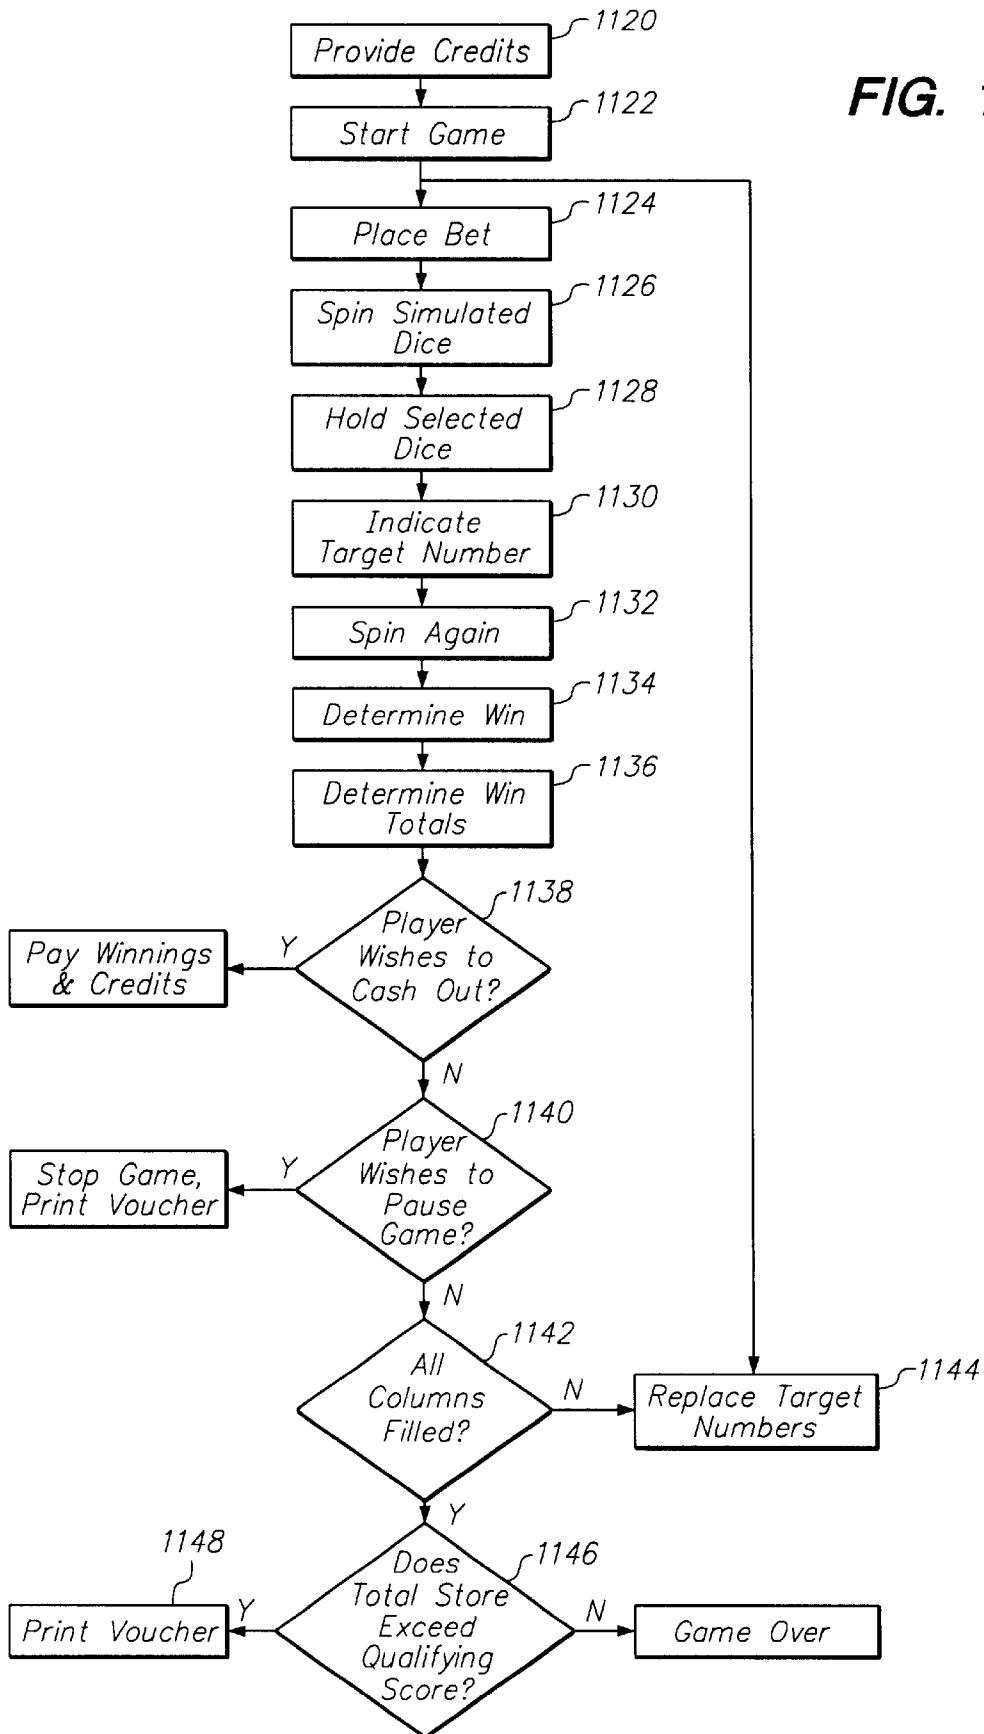 1120
Provide Credits
FIG. 1
1122
Start Game
1124
Place Bet
1126
Spin Simulated
Dice
1128
Hold Selected
Dice
1130
Indicate
Target Number
1132
Spin Again
1134
Determine Win
1136
Determine Win
Totals
1138
Player
Wishes to
Cash Out?
Y
Pay Winnings
& Credits
N
1140
Player
Wishes to
Pause
Game?
Y
Stop Game,
Print Voucher
N
1142
All
Columns
Filled?
N
1144
Replace Target
Numbers
Y
1146
Does
Total Store
Exceed
Qualifying
Score?
1148
Y
Print Voucher
N
Game Over